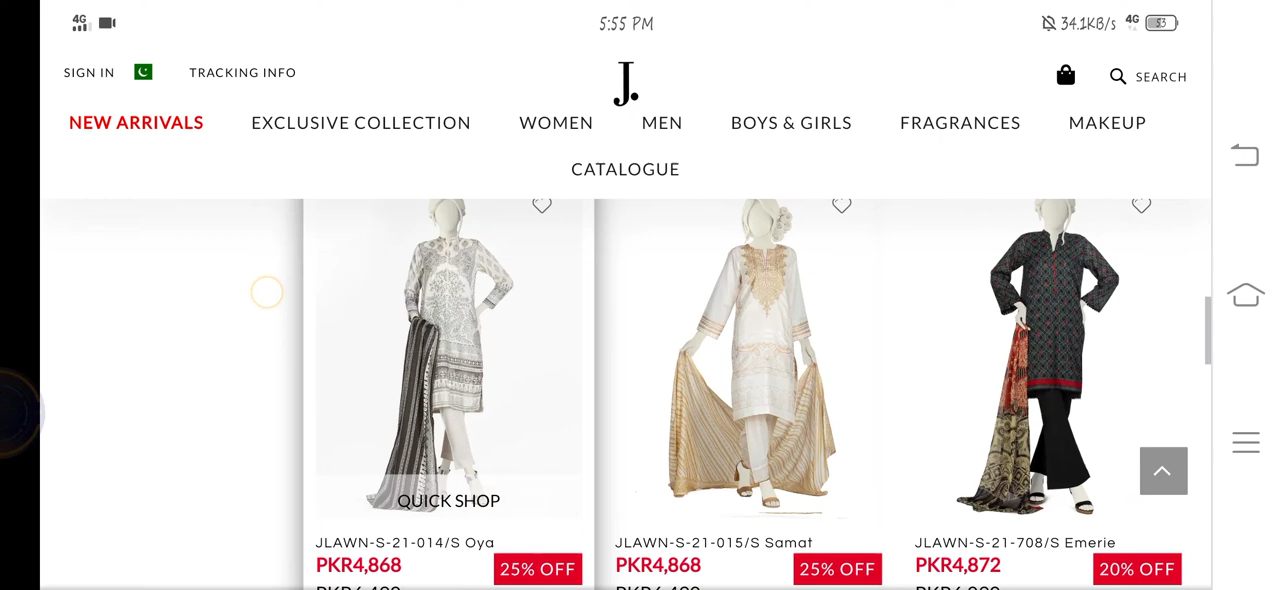 4G 5:55 PM 34.1KB/s 4G 53
SIGN IN TRACKING INFO J. SEARCH
NEW ARRIVALS EXCLUSIVE COLLECTION WOMEN MEN BOYS & GIRLS FRAGRANCES MAKEUP
CATALOGUE
QUICK SHOP
JLAWN-S-21-014/S Oya JLAWN-S-21-015/S Samat JLAWN-S-21-708/S Emerie
PKR4,868 25% OFF PKR4,868 25% OFF PKR4,872 20% OFF